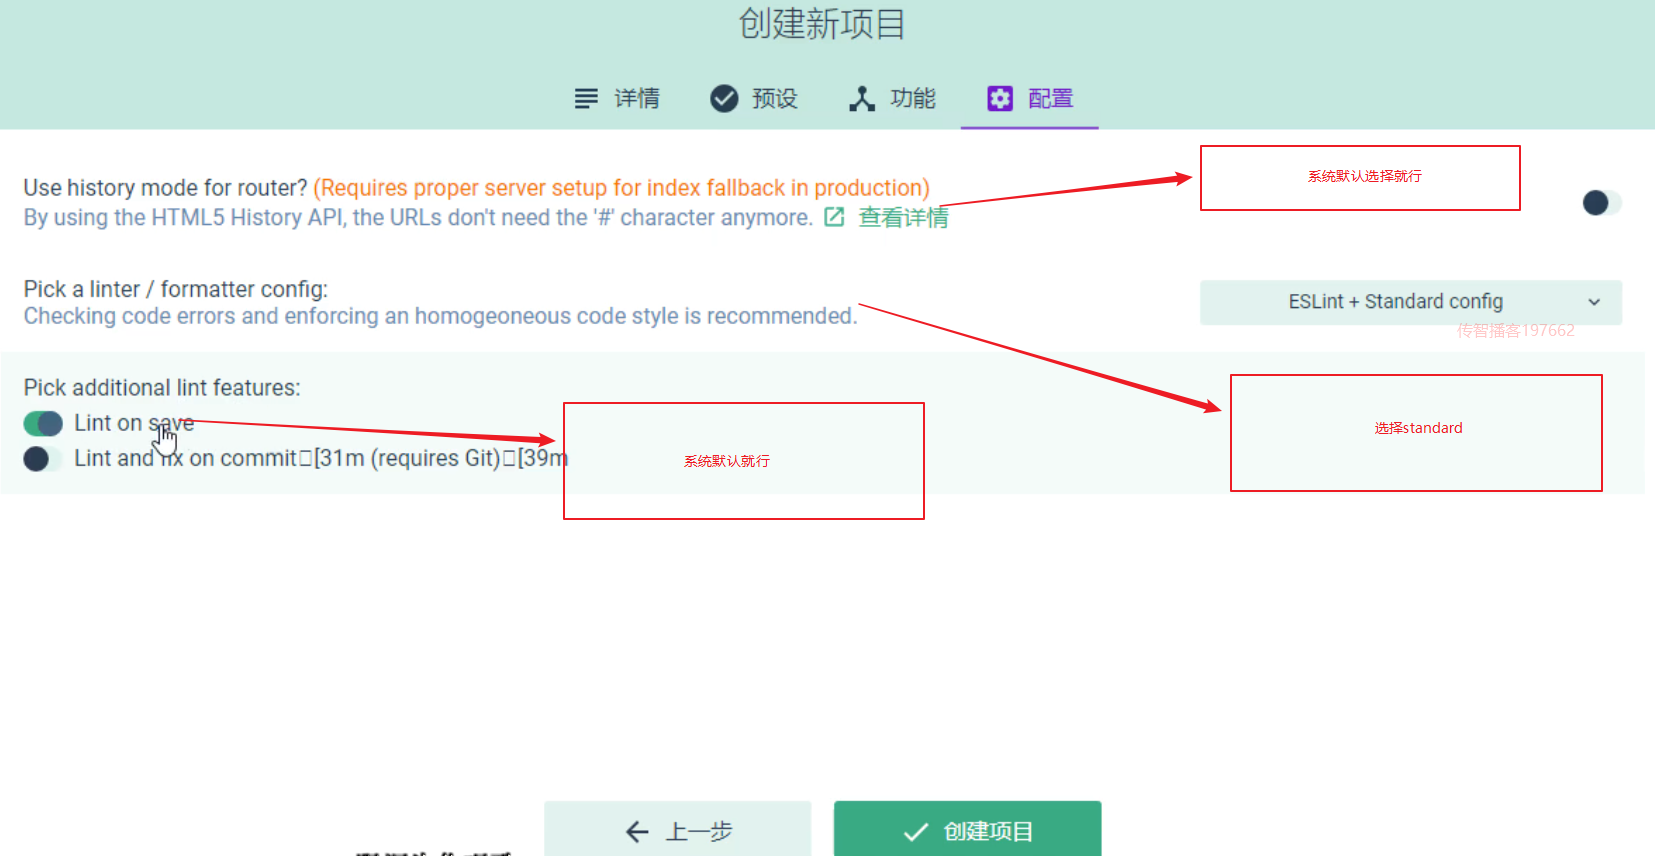 创建新项目
详情
预设
功能
配置
Use history mode for router? (Requires proper server setup for index fallback in production)
By using the HTML5 History API, the URLs don't need the '#' character anymore. 查看详情
系统默认选择就行
Pick a linter / formatter config:
Checking code errors and enforcing an homogeoneous code style is recommended.
ESLint + Standard config
传智播客197662
Pick additional lint features:
Lint on save
Lint and fix on commit□[31m (requires Git)□[39m
系统默认就行
选择standard
上一步
创建项目